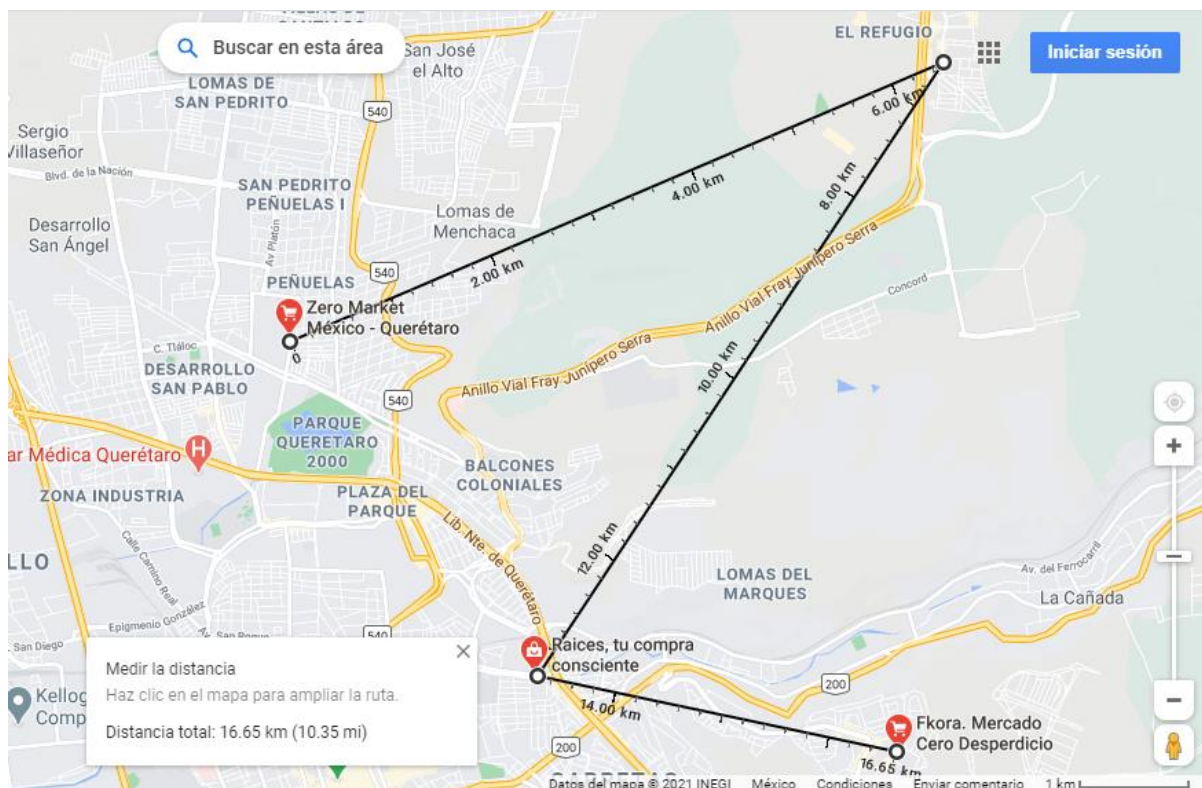 EL REFUGIO
Buscar en esta área
Iniciar sesión
San José
el Alto
LOMAS DE
SAN PEDRITO
540
6.00 km
Sergio
Villaseñor
Blvd. de la Nación
SAN PEDRITO
PEÑUELAS I
4.00 km
8.00 km
Desarrollo
San Ángel
Av Platón
Lomas de
Menchaca
PEÑUELAS
540
2.00 km
Anillo Vial Fray Junípero Serra
Concord
Zero Market
México - Querétaro
0
C. Tláloc
DESARROLLO
SAN PABLO
Anillo Vial Fray Junípero Serra
10.00 km
540
PARQUE
QUERETARO
2000
ar Médica Querétaro
H
BALCONES
COLONIALES
ZONA INDUSTRIA
PLAZA DEL
PARQUE
Lib. Nte. de Querétaro
12.00 km
LLO
Calle Camino Real
LOMAS DEL
MARQUES
Av. del Ferrocarril
La Cañada
Epigmenio González
San Diego
540
Raices, tu compra
consciente
Medir la distancia
Haz clic en el mapa para ampliar la ruta.
Distancia total: 16.65 km (10.35 mi)
Kellog
Comp
14.00 km
200
Fkora. Mercado
Cero Desperdicio
16.65 km
200
CARRETAS
Datos del mapa © 2021 INEGI México Condiciones Enviar comentario 1 km